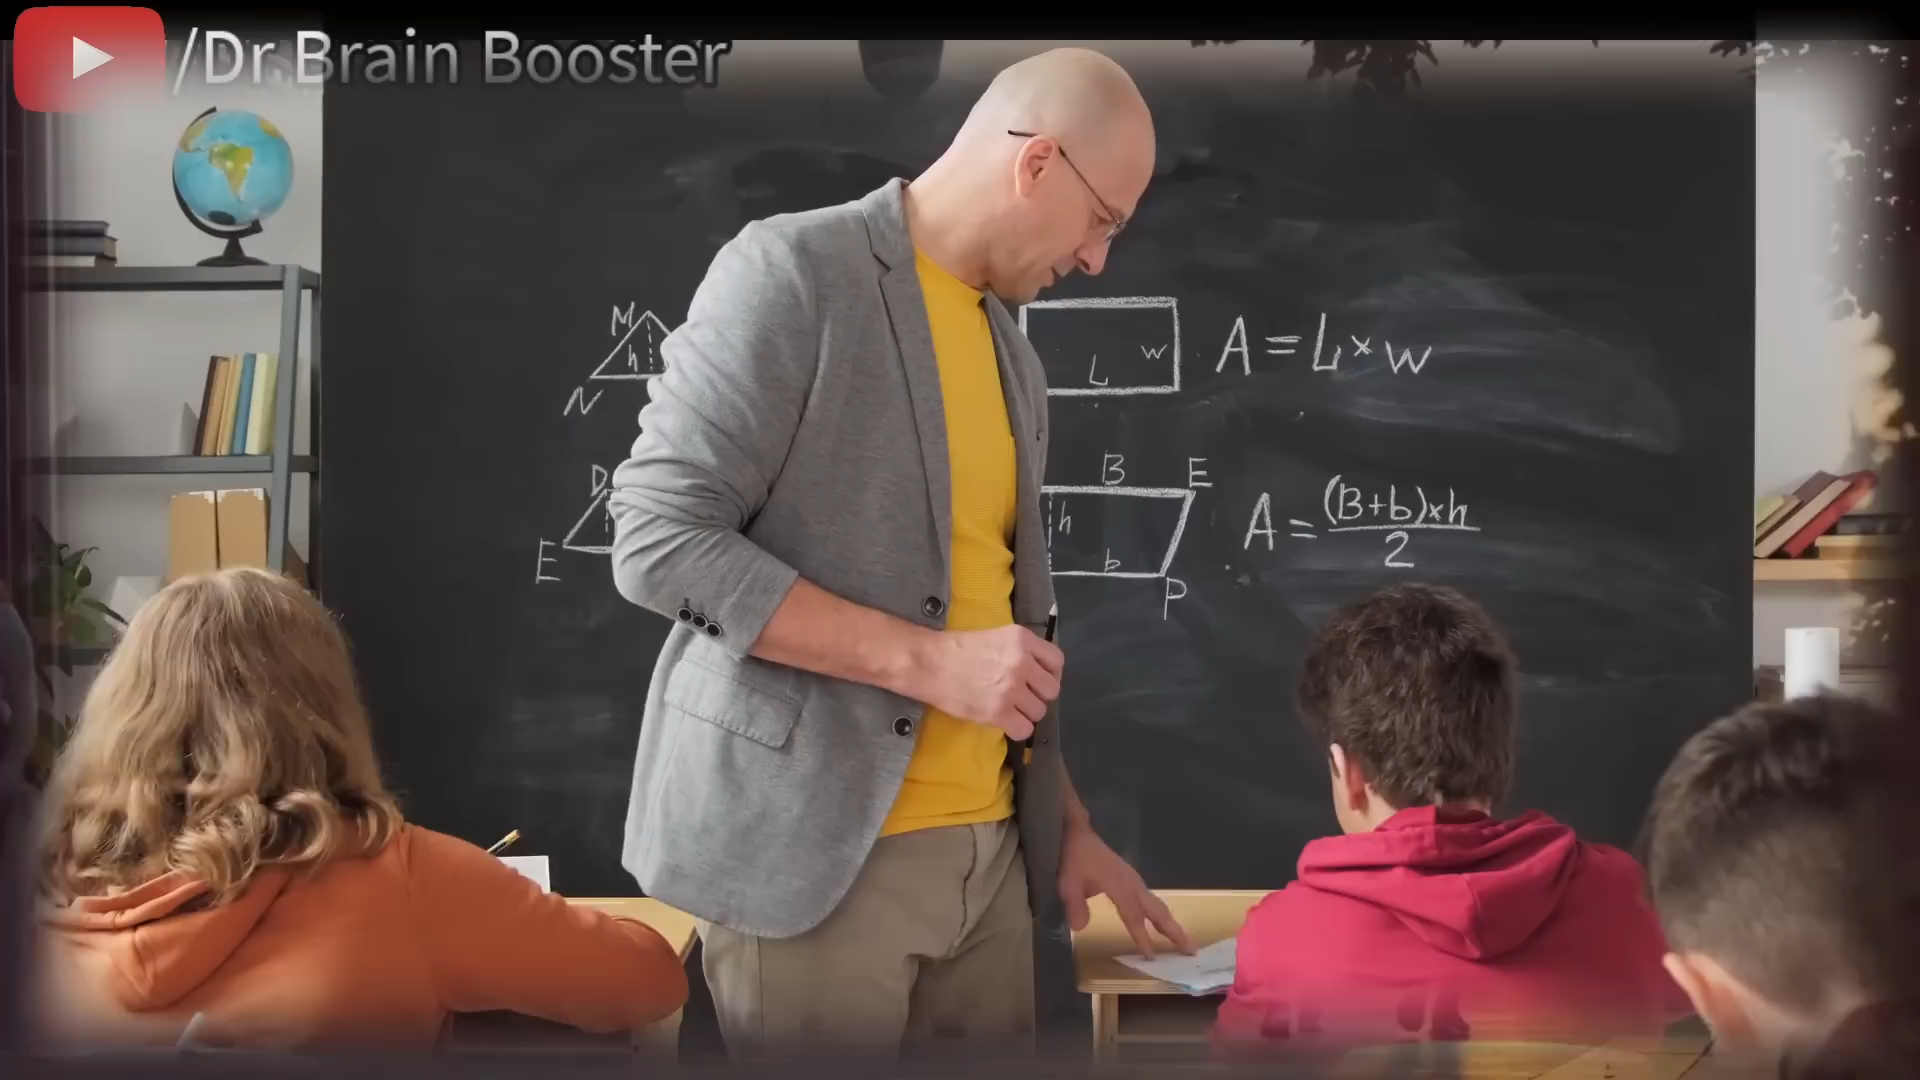 /Dr Brain Booster
M
h
N
W
L
A = L × W
D
E
B
E
h
b
P
A = (B+b)×h
2